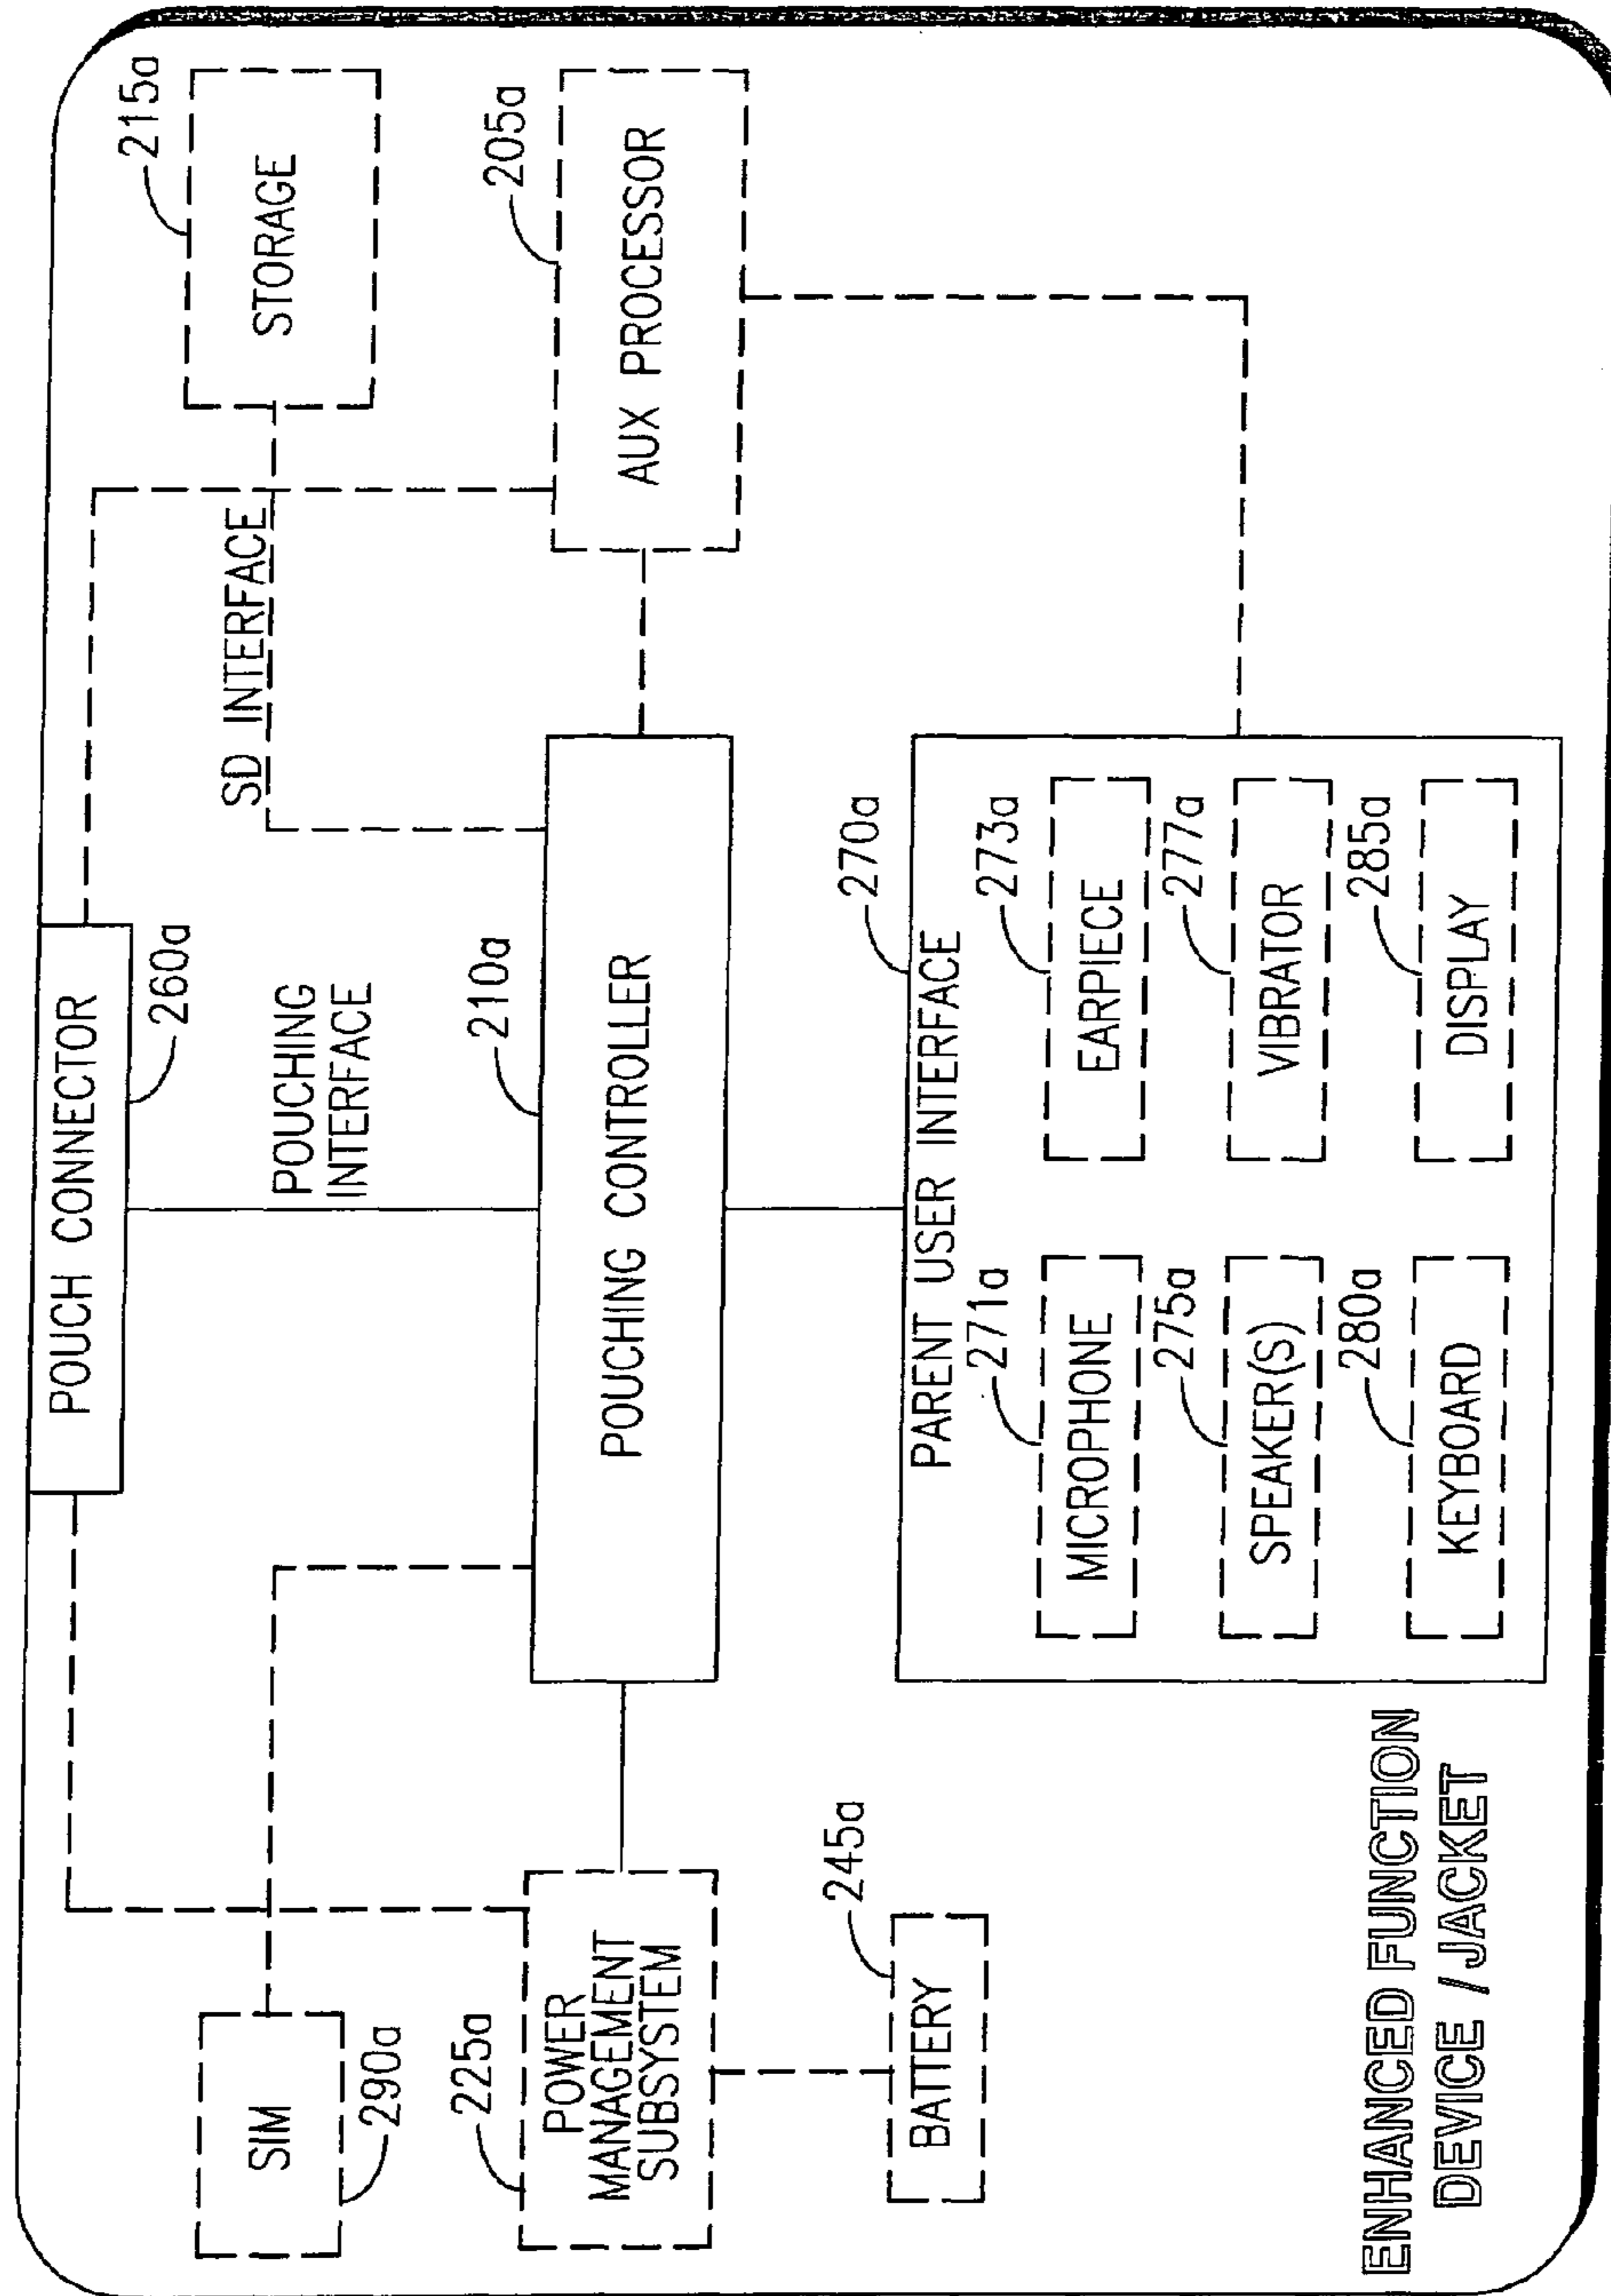 POUCH CONNECTOR
260a
215a
STORAGE
SD INTERFACE
POUCHING
INTERFACE
SIM
290a
225a
POWER
MANAGEMENT
SUBSYSTEM
210a
POUCHING CONTROLLER
205a
AUX PROCESSOR
245a
BATTERY
270a
PARENT USER INTERFACE
271a
MICROPHONE
273a
EARPIECE
275a
SPEAKER(S)
277a
VIBRATOR
280a
KEYBOARD
285a
DISPLAY
ENHANCED FUNCTION
DEVICE / JACKET